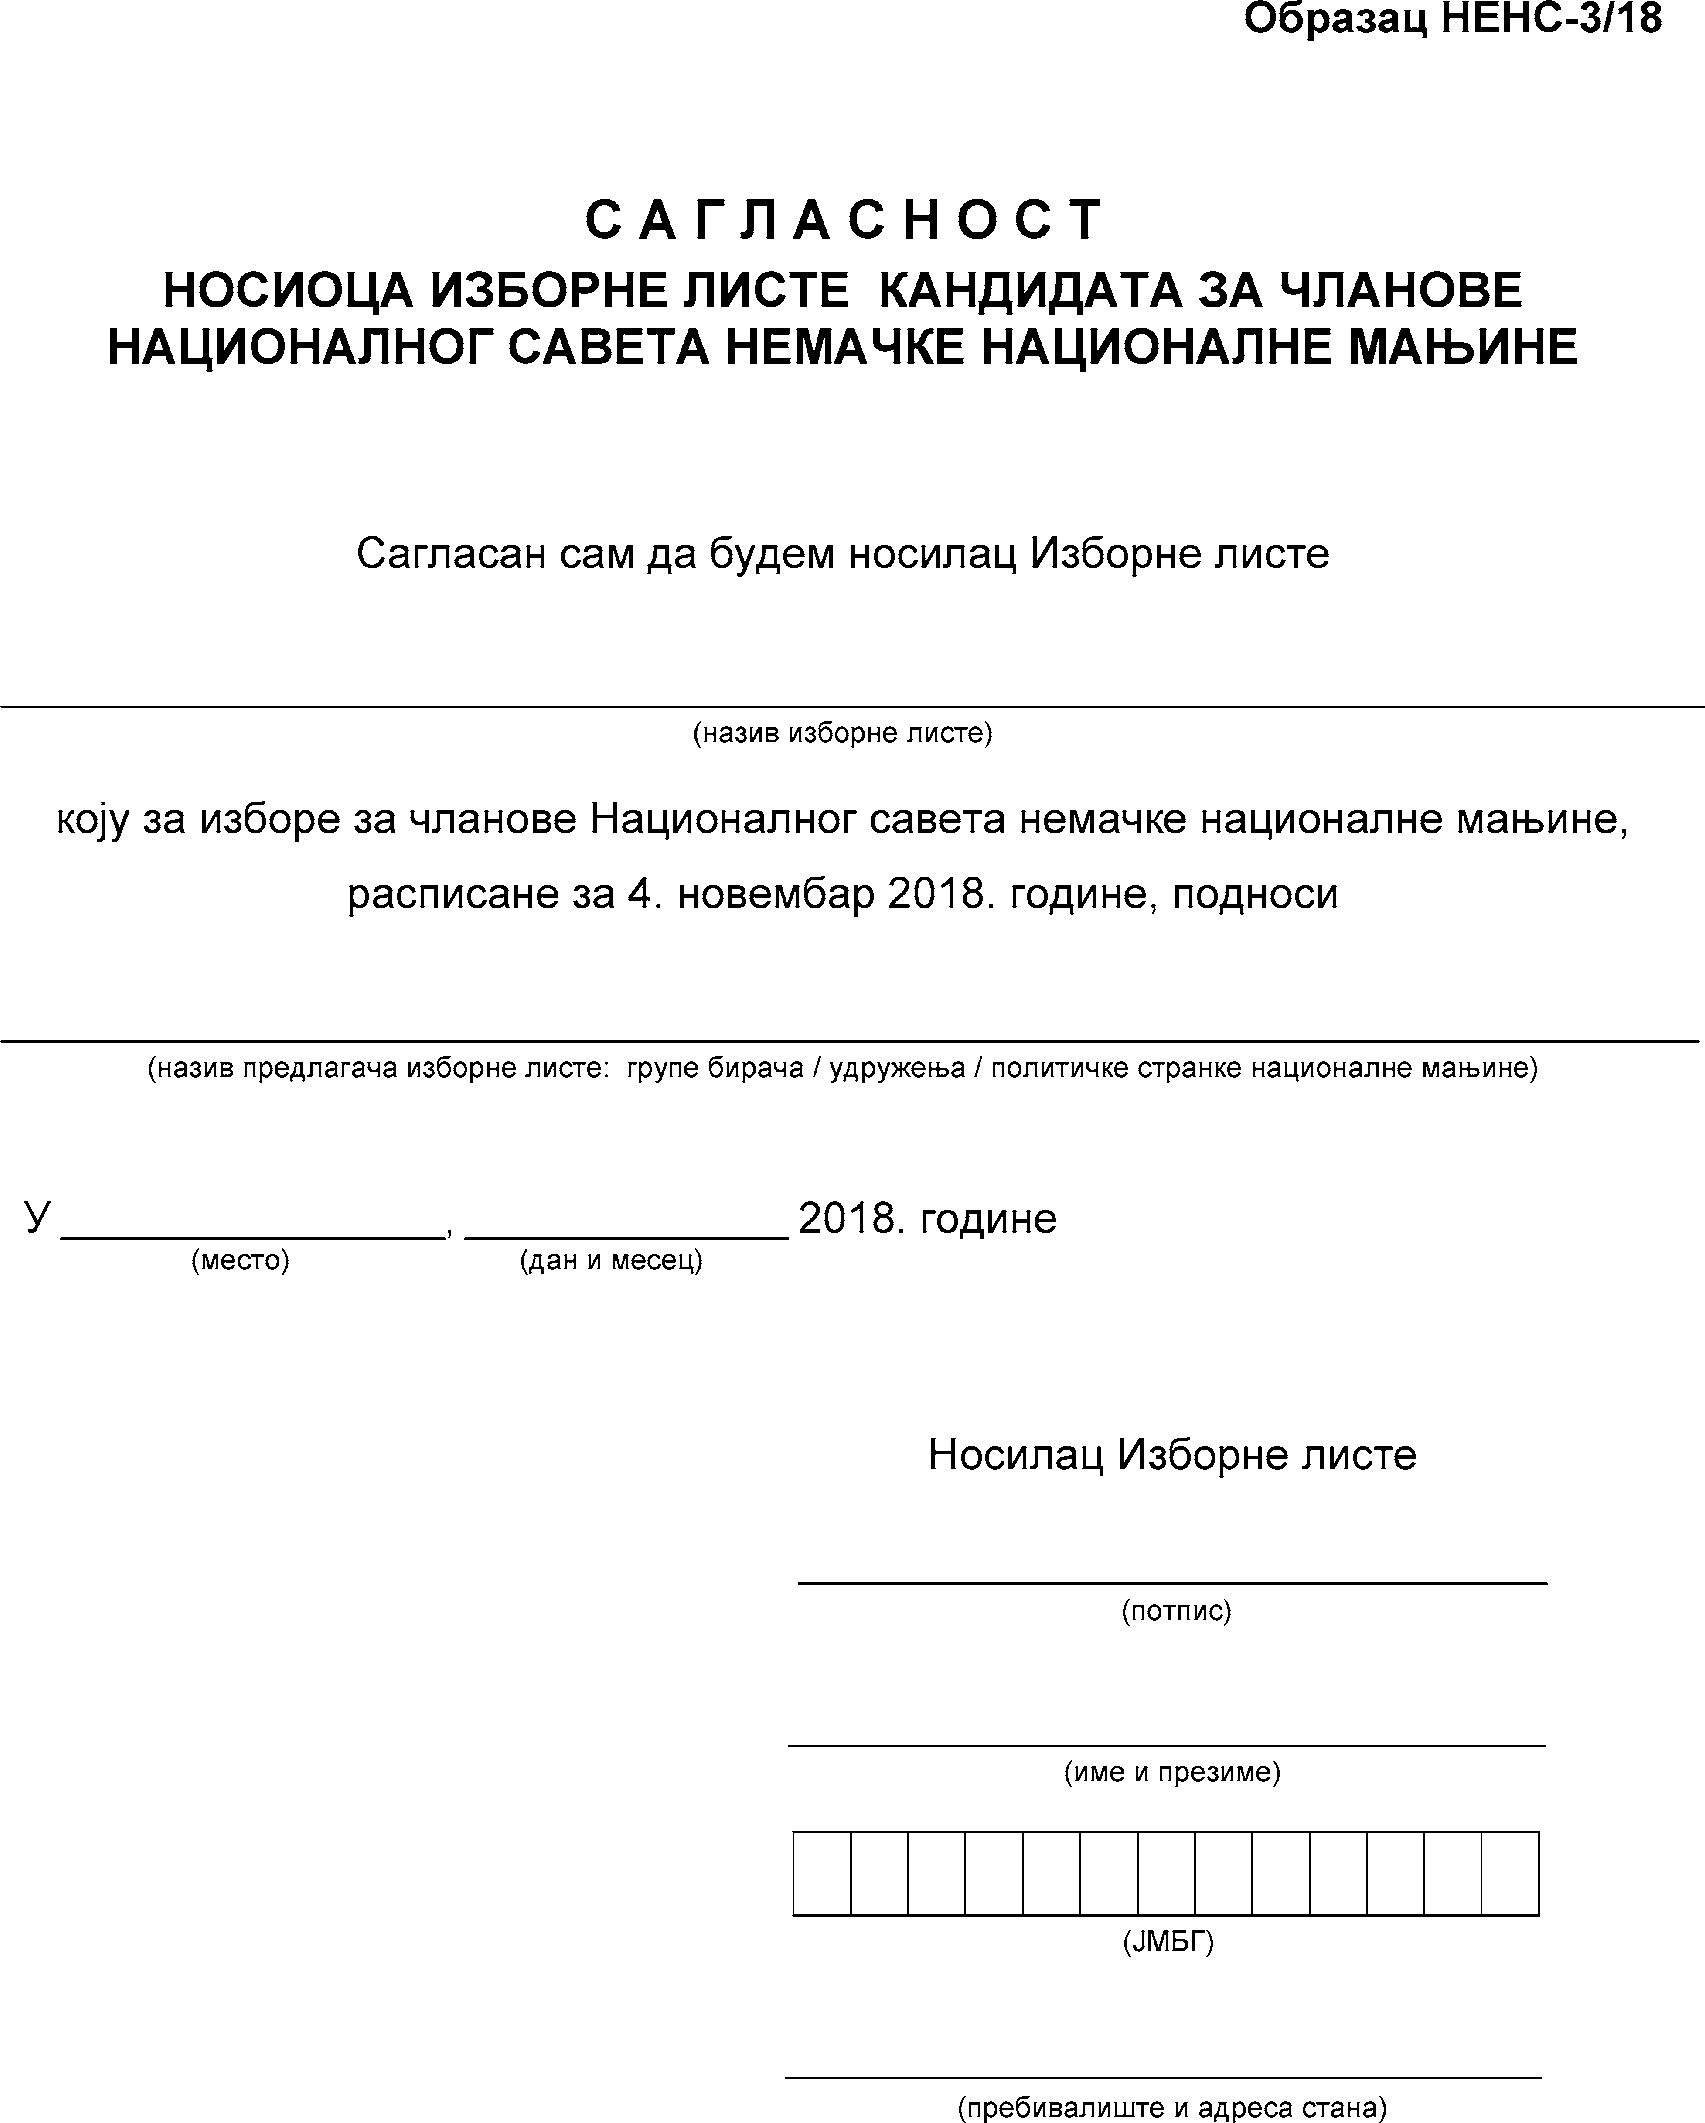 Образац НЕНС-3/18
С А Г Л А С Н О С Т
НОСИОЦА ИЗБОРНЕ ЛИСТЕ КАНДИДАТА ЗА ЧЛАНОВЕ
НАЦИОНАЛНОГ САВЕТА НЕМАЧКЕ НАЦИОНАЛНЕ МАЊИНЕ
Сагласан сам да будем носилац Изборне листе
(назив изборне листе)
коју за изборе за чланове Националног савета немачке националне мањине,
расписане за 4. новембар 2018. године, подноси
(назив предлагача изборне листе: групе бирача / удружења / политичке странке националне мањине)
У ________________, ______________ 2018. године
(место) (дан и месец)
Носилац Изборне листе
(потпис)
(име и презиме)
(ЈМБГ)
(пребивалиште и адреса стана)